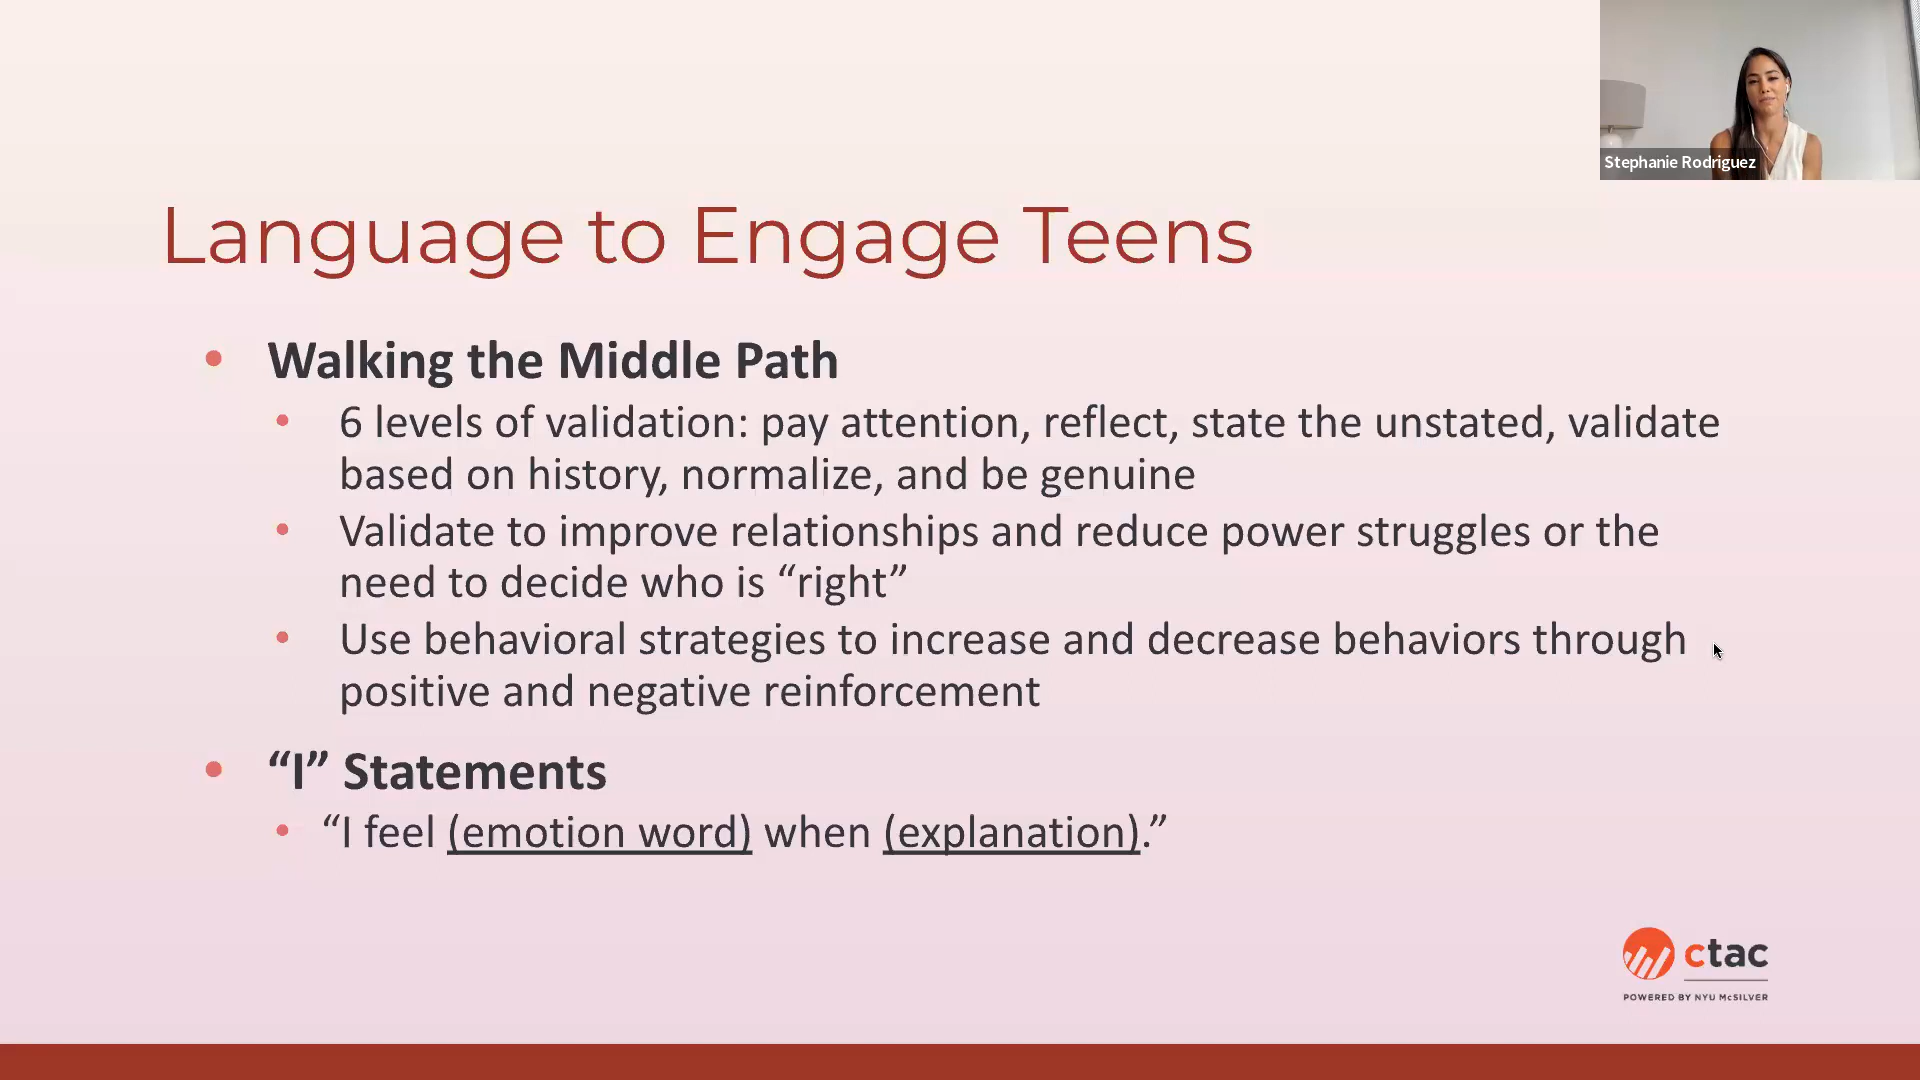 Stephanie Rodriguez
Language to Engage Teens
• Walking the Middle Path
• 6 levels of validation: pay attention, reflect, state the unstated, validate
based on history, normalize, and be genuine
• Validate to improve relationships and reduce power struggles or the
need to decide who is “right”
• Use behavioral strategies to increase and decrease behaviors through
positive and negative reinforcement
• “I” Statements
• “I feel (emotion word) when (explanation).”
ctac
POWERED BY NYU McSILVER